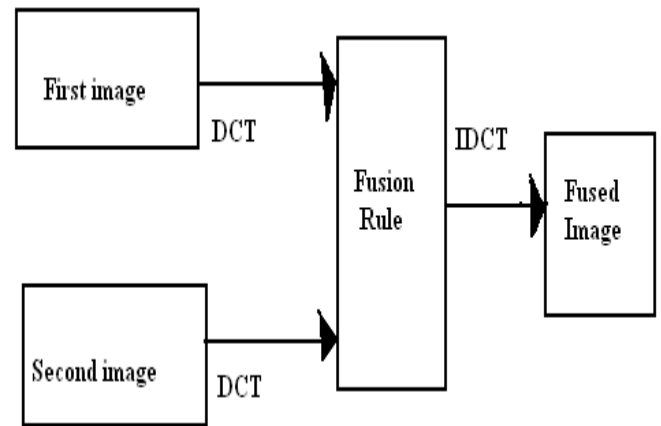 First image
DCT
IDCT
Fusion
Rule
Fused
Image
Second image
DCT